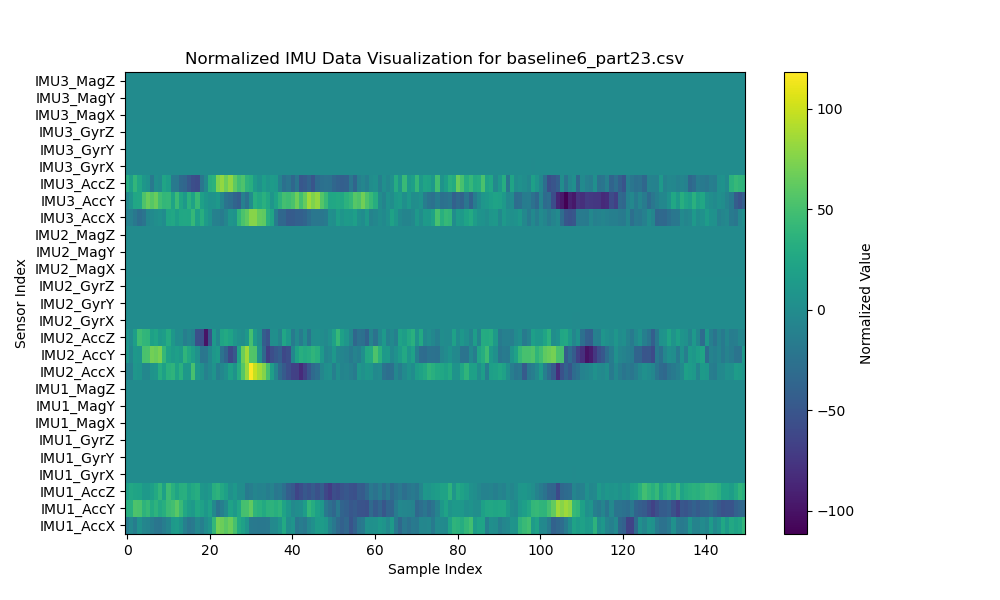 Normalized IMU Data Visualization for baseline6_part23.csv
IMU3_MagZ
IMU3_MagY
IMU3_MagX
IMU3_GyrZ
IMU3_GyrY
IMU3_GyrX
IMU3_AccZ
IMU3_AccY
IMU3_AccX
IMU2_MagZ
IMU2_MagY
IMU2_MagX
IMU2_GyrZ
IMU2_GyrY
IMU2_GyrX
IMU2_AccZ
IMU2_AccY
IMU2_AccX
IMU1_MagZ
IMU1_MagY
IMU1_MagX
IMU1_GyrZ
IMU1_GyrY
IMU1_GyrX
IMU1_AccZ
IMU1_AccY
IMU1_AccX
Sensor Index
0 20 40 60 80 100 120 140
Sample Index
100
50
0
−50
−100
Normalized Value